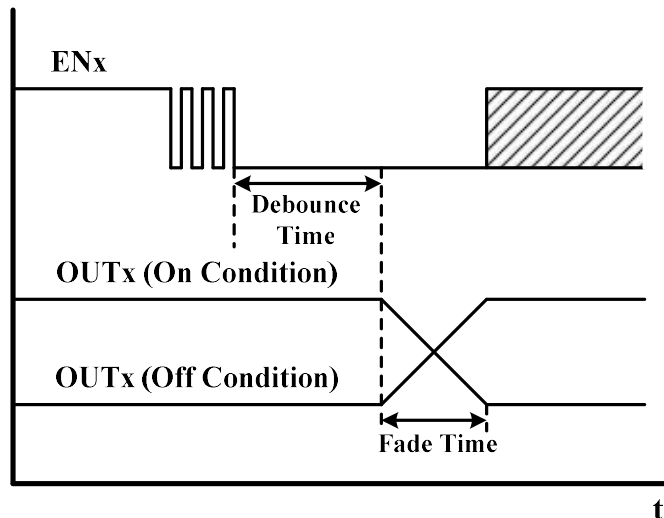 ENx
Debounce
Time
OUTx (On Condition)
OUTx (Off Condition)
Fade Time
t